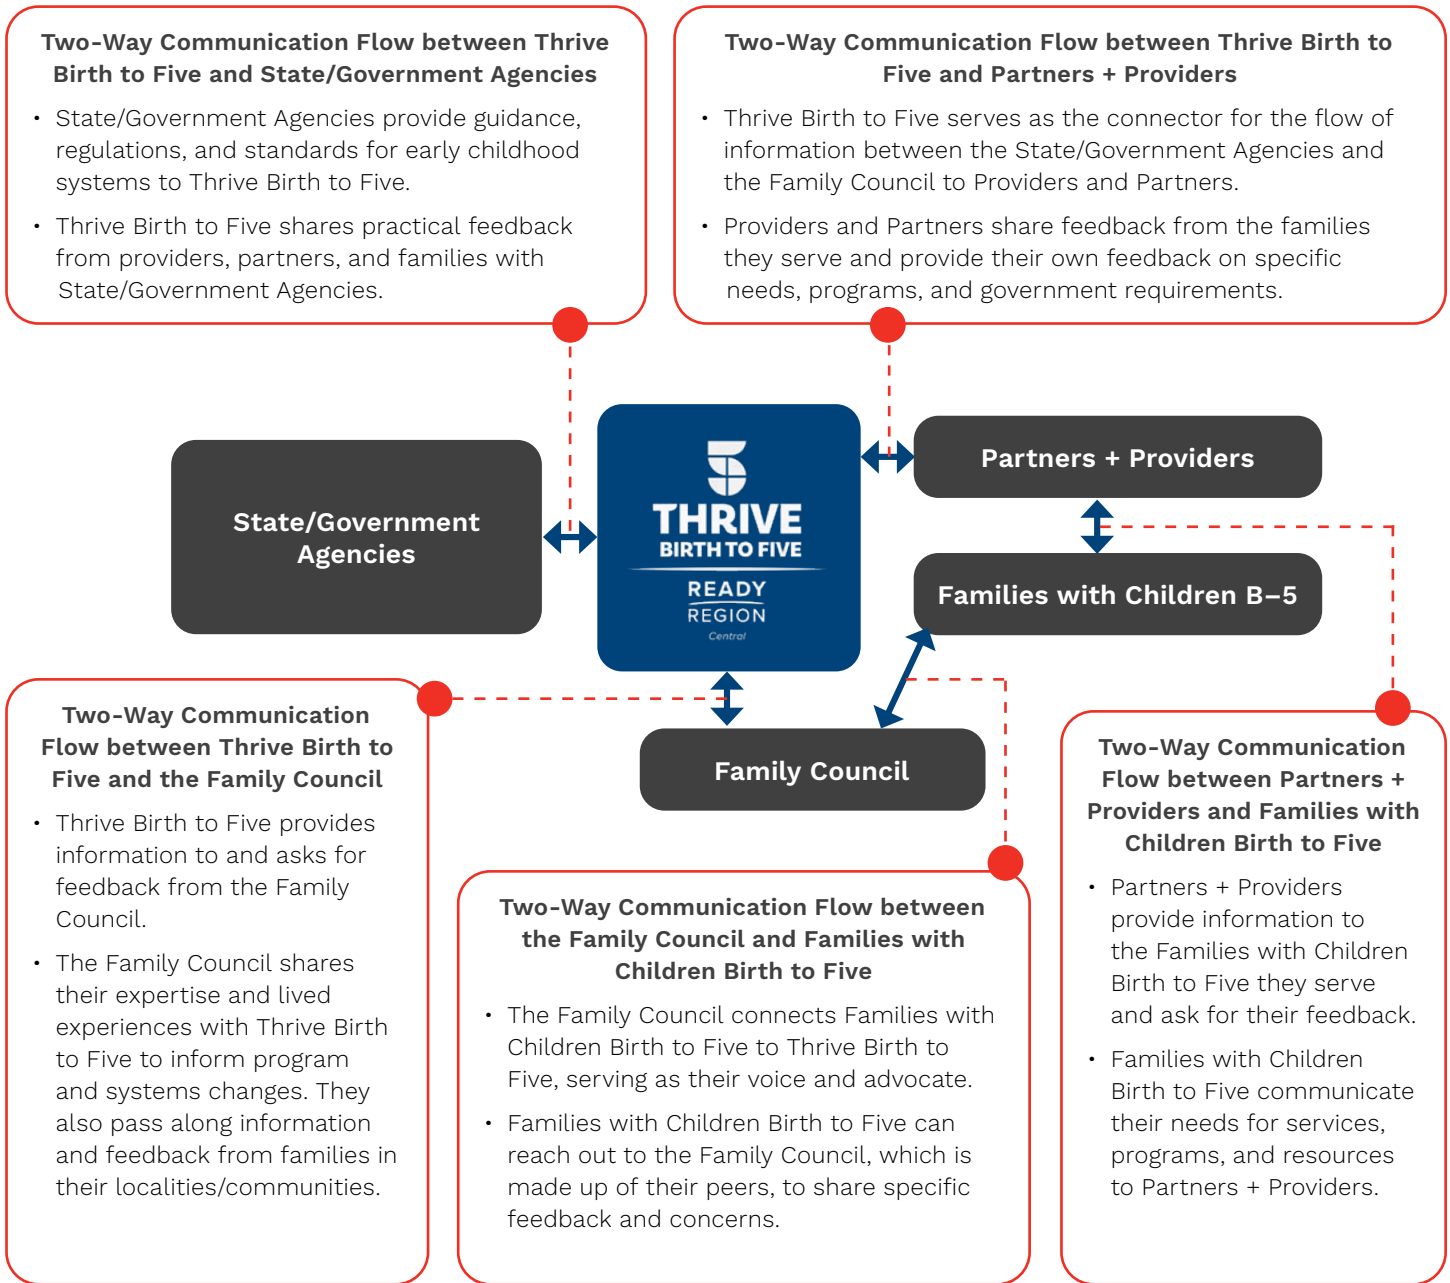 Two-Way Communication Flow between Thrive
Birth to Five and State/Government Agencies
• State/Government Agencies provide guidance,
regulations, and standards for early childhood
systems to Thrive Birth to Five.
• Thrive Birth to Five shares practical feedback
from providers, partners, and families with
State/Government Agencies.
Two-Way Communication Flow between Thrive Birth to
Five and Partners + Providers
• Thrive Birth to Five serves as the connector for the flow of
information between the State/Government Agencies and
the Family Council to Providers and Partners.
• Providers and Partners share feedback from the families
they serve and provide their own feedback on specific
needs, programs, and government requirements.
State/Government
Agencies
5
THRIVE
BIRTH TO FIVE
READY
REGION
Central
Partners + Providers
Families with Children B–5
Family Council
Two-Way Communication
Flow between Thrive Birth to
Five and the Family Council
• Thrive Birth to Five provides
information to and asks for
feedback from the Family
Council.
• The Family Council shares
their expertise and lived
experiences with Thrive Birth
to Five to inform program
and systems changes. They
also pass along information
and feedback from families in
their localities/communities.
Two-Way Communication Flow between
the Family Council and Families with
Children Birth to Five
• The Family Council connects Families with
Children Birth to Five to Thrive Birth to
Five, serving as their voice and advocate.
• Families with Children Birth to Five can
reach out to the Family Council, which is
made up of their peers, to share specific
feedback and concerns.
Two-Way Communication
Flow between Partners +
Providers and Families with
Children Birth to Five
• Partners + Providers
provide information to
the Families with Children
Birth to Five they serve
and ask for their feedback.
• Families with Children
Birth to Five communicate
their needs for services,
programs, and resources
to Partners + Providers.